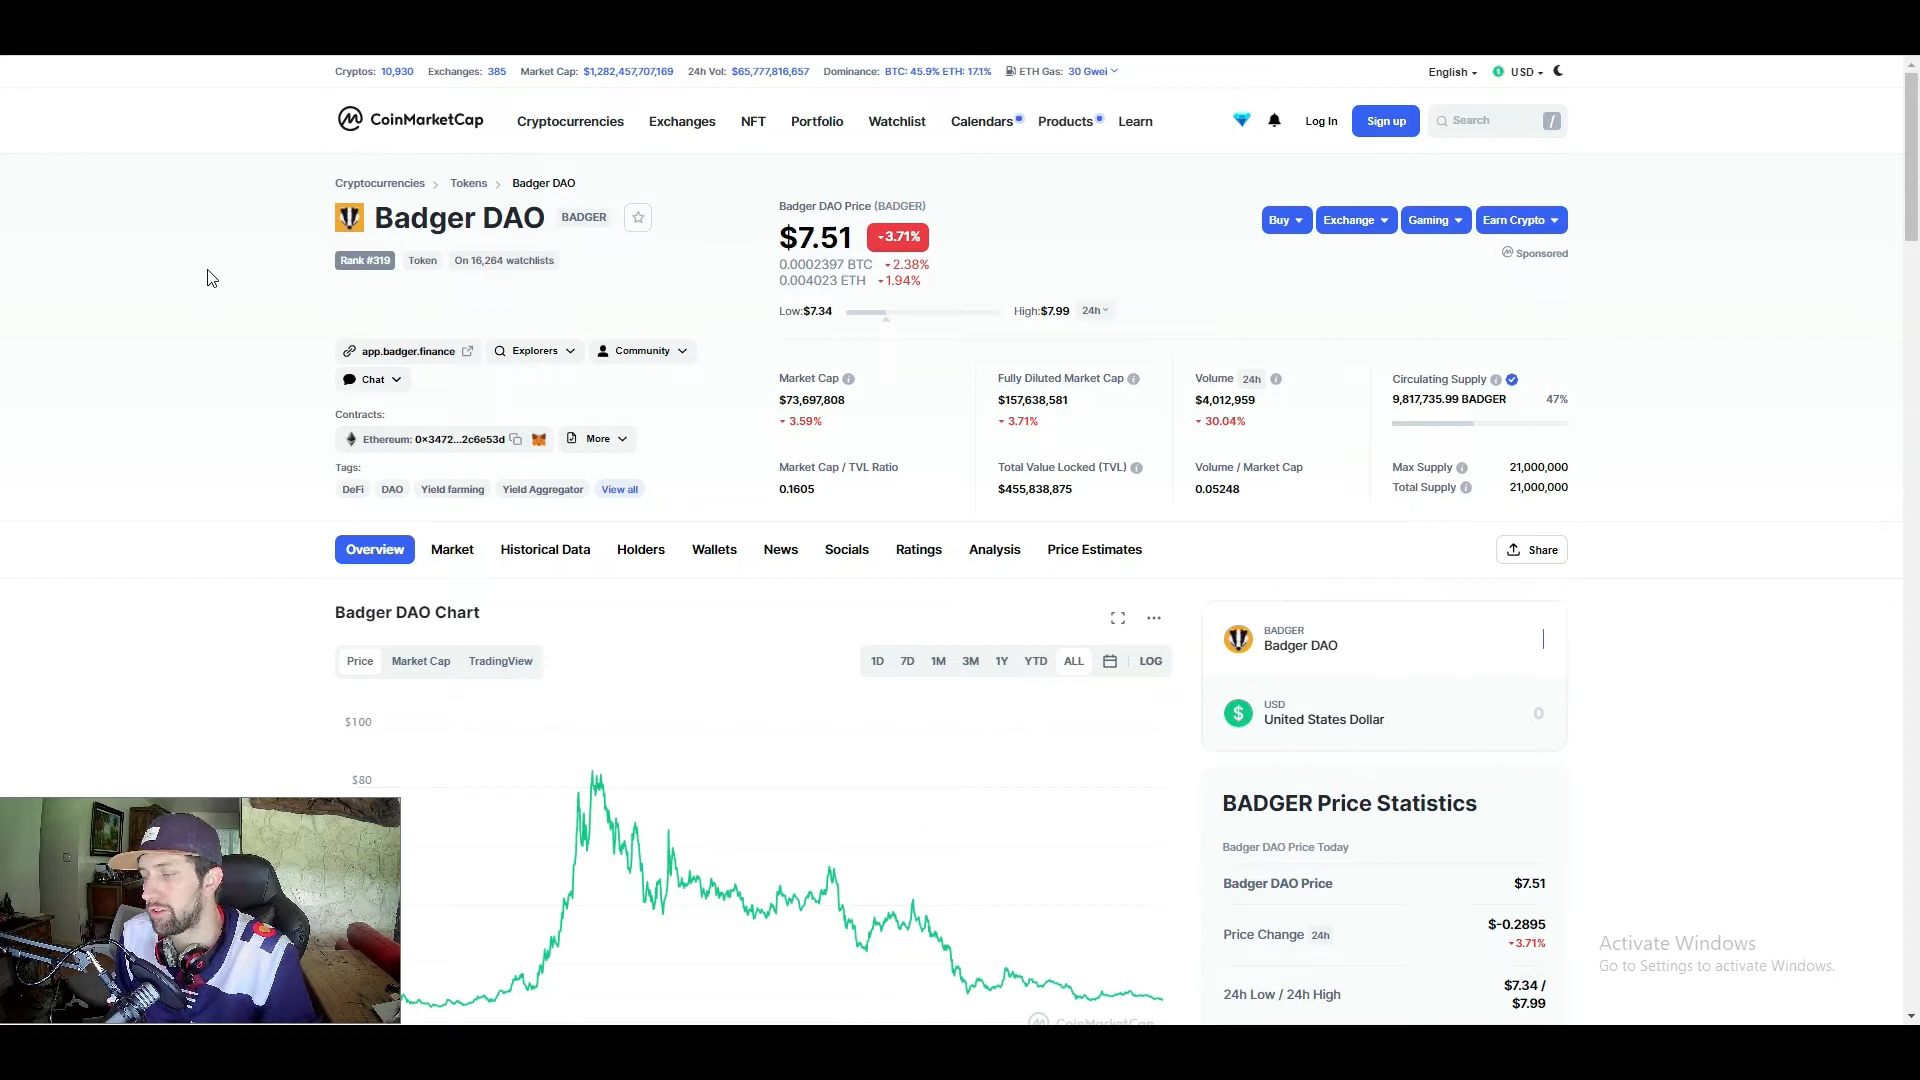 Cryptos: 10,930 Exchanges: 385 Market Cap: $1,282,457,707,169 24h Vol: $65,777,816,657 Dominance: BTC: 45.9% ETH: 17.1% ETH Gas: 30 Gwei
English USD
CoinMarketCap Cryptocurrencies Exchanges NFT Portfolio Watchlist Calendars Products Learn Log In Sign up Search /
Cryptocurrencies > Tokens > Badger DAO
Badger DAO BADGER
Rank #319 Token On 16,264 watchlists
app.badger.finance Explorers Community
Chat
Contracts:
Ethereum: 0x3472...2c6e53d More
Tags:
DeFi DAO Yield farming Yield Aggregator View all
Badger DAO Price (BADGER)
$7.51 3.71%
0.0002397 BTC 2.38%
0.004023 ETH 1.94%
Low:$7.34 High:$7.99 24h
Buy Exchange Gaming Earn Crypto
Sponsored
Market Cap
$73,697,808
3.59%
Fully Diluted Market Cap
$157,638,581
3.71%
Volume 24h
$4,012,959
30.04%
Circulating Supply
9,817,735.99 BADGER 47%
Market Cap / TVL Ratio
0.1605
Total Value Locked (TVL)
$455,838,875
Volume / Market Cap
0.05248
Max Supply 21,000,000
Total Supply 21,000,000
Overview Market Historical Data Holders Wallets News Socials Ratings Analysis Price Estimates Share
Badger DAO Chart
Price Market Cap TradingView 1D 7D 1M 3M 1Y YTD ALL LOG
$100
$80
CoinMarketCap
BADGER
Badger DAO
USD
United States Dollar 0
BADGER Price Statistics
Badger DAO Price Today
Badger DAO Price $7.51
Price Change 24h $-0.2895
3.71%
24h Low / 24h High $7.34 /
$7.99
Activate Windows
Go to Settings to activate Windows.